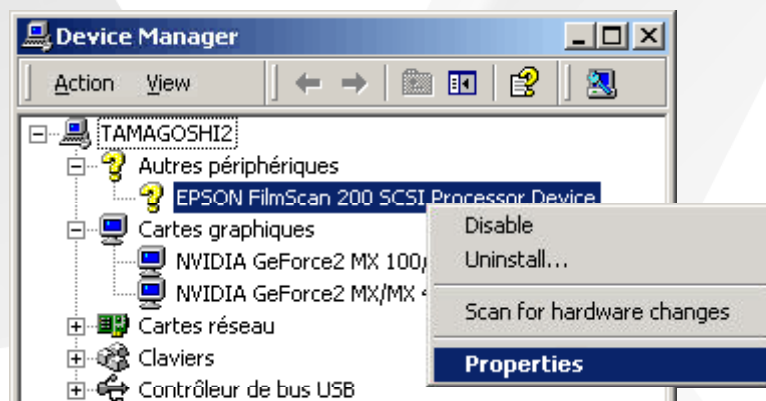 Device Manager
Action View
TAMAGOSHI2
Autres périphériques
EPSON FilmScan 200 SCSI Processor Device
Cartes graphiques
NVIDIA GeForce2 MX 100/
NVIDIA GeForce2 MX/MX
Cartes réseau
Claviers
Contrôleur de bus USB
Disable
Uninstall...
Scan for hardware changes
Properties